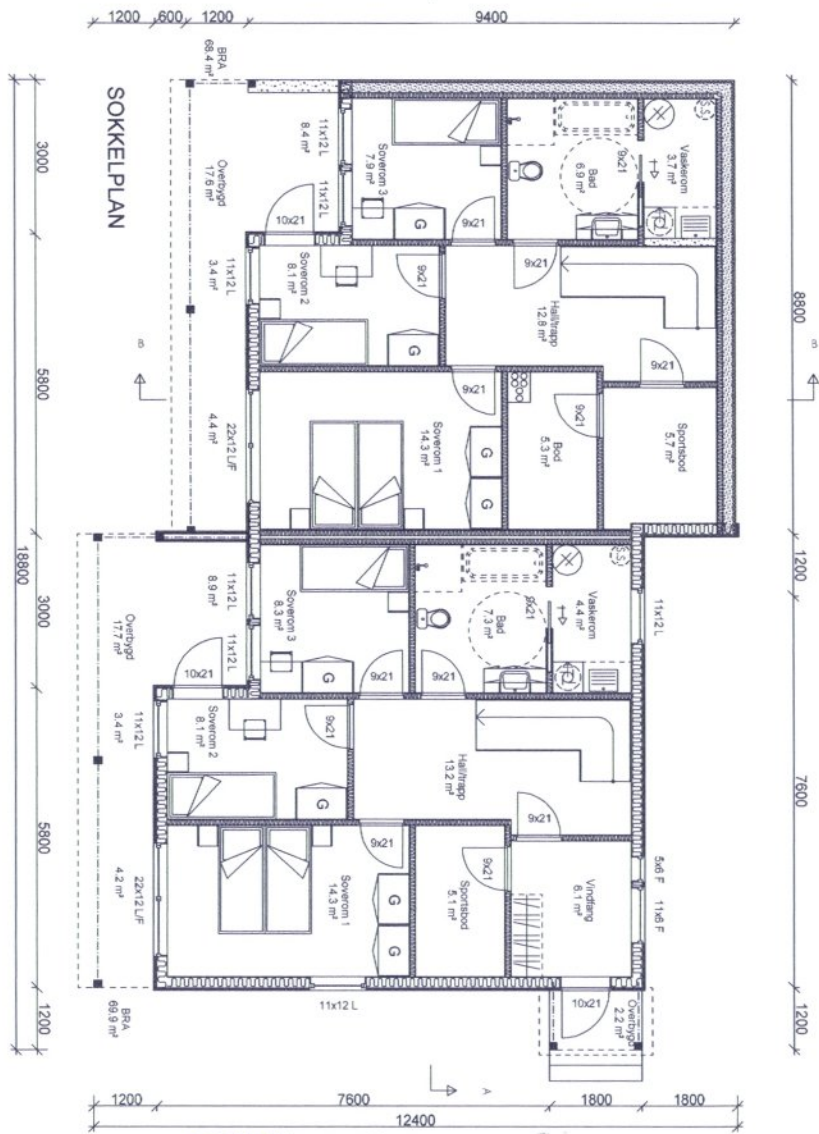 1200
600
1200
9400
BRA
68.4 m²
SOKKELPLAN
3000
5800
3000
5800
1200
18800
8800
1200
7600
1200
B
B
Overbygd
17.6 m²
11x12 L
8.4 m²
11x12 L
10x21
Soverom 3
7.9 m²
G
9x21
Bad
6.9 m²
9x21
9x21
Vaskerom
3.7 m²
S.S
11x12 L
3.4 m²
Soverom 2
8.1 m²
9x21
G
Hall/trapp
12.8 m²
9x21
22x12 L/F
4.4 m²
Soverom 1
14.3 m²
9x21
G
G
Bod
5.3 m²
9x21
Sportsbod
5.7 m²
Overbygd
17.7 m²
11x12 L
8.9 m²
11x12 L
10x21
Soverom 3
8.3 m²
G
9x21
Bad
7.3 m²
9x21
9x21
Vaskerom
4.4 m²
S.S
11x12 L
11x12 L
3.4 m²
Soverom 2
8.1 m²
9x21
G
Hall/trapp
13.2 m²
9x21
22x12 L/F
4.2 m²
Soverom 1
14.3 m²
9x21
G
G
Sportsbod
5.1 m²
9x21
Vindfang
6.1 m²
5x6 F
11x6 F
11x12 L
10x21
Overbygd
2.2 m²
BRA
69.9 m²
A
1200
7600
1800
1800
12400